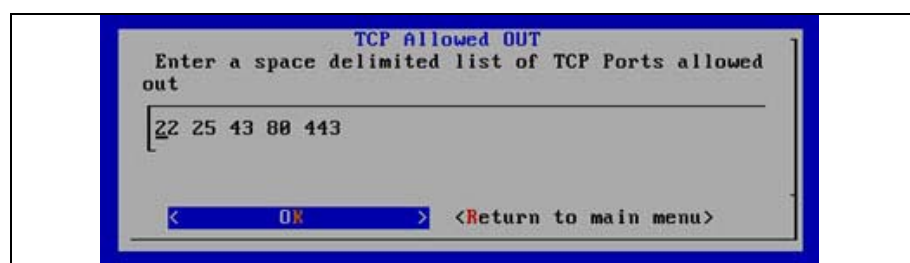 TCP Allowed OUT
Enter a space delimited list of TCP Ports allowed
out
22 25 43 80 443
< OK > <Return to main menu>